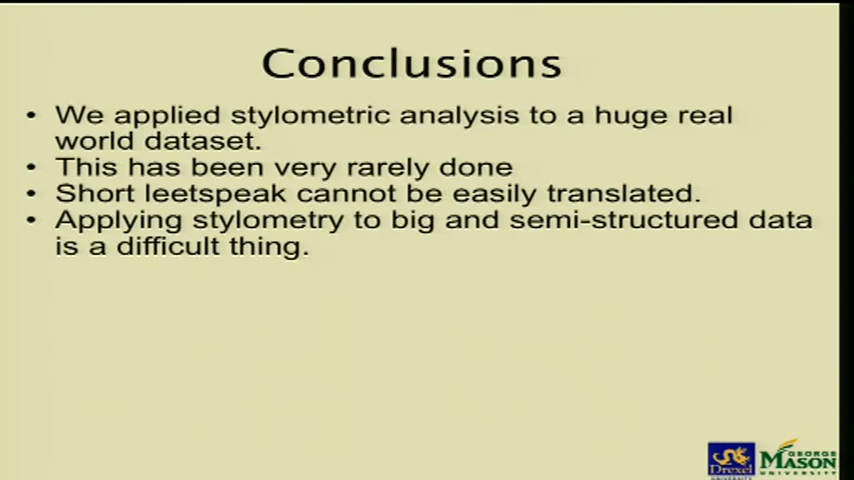 Conclusions
• We applied stylometric analysis to a huge real
world dataset.
• This has been very rarely done
• Short leetspeak cannot be easily translated.
• Applying stylometry to big and semi-structured data
is a difficult thing.
Drexel
UNIVERSITY
GEORGE
MASON
UNIVERSITY